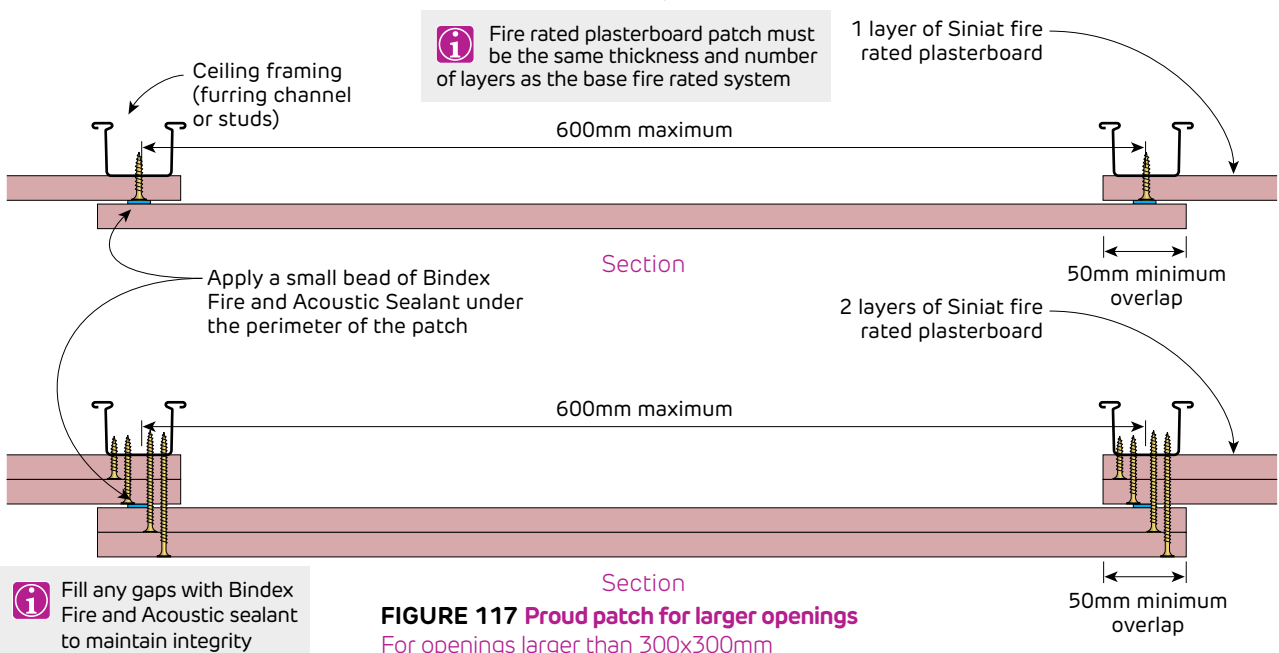 Fire rated plasterboard patch must
be the same thickness and number
of layers as the base fire rated system
1 layer of Siniat fire
rated plasterboard
Ceiling framing
(furring channel
or studs)
600mm maximum
Section
50mm minimum
overlap
Apply a small bead of Bindex
Fire and Acoustic Sealant under
the perimeter of the patch
2 layers of Siniat fire
rated plasterboard
600mm maximum
Section
50mm minimum
overlap
Fill any gaps with Bindex
Fire and Acoustic sealant
to maintain integrity
FIGURE 117 Proud patch for larger openings
For openings larger than 300x300mm